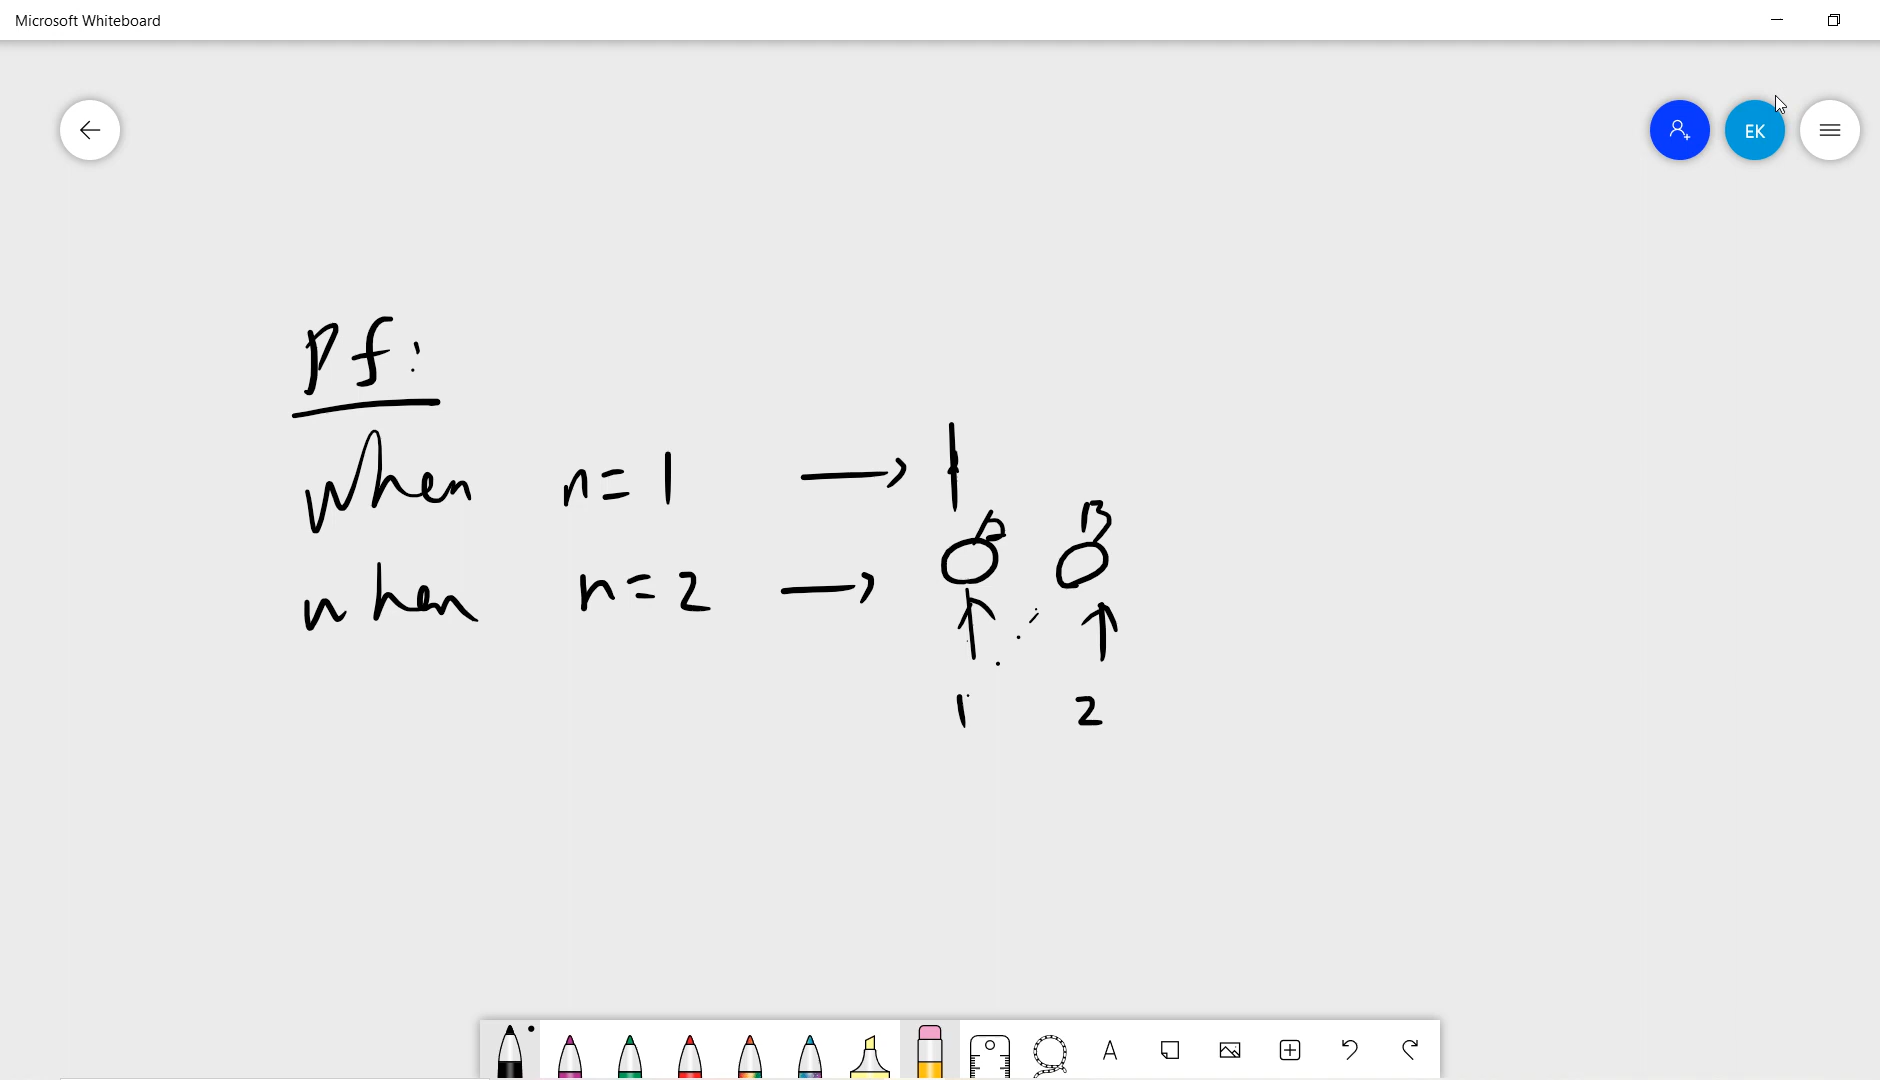 Microsoft Whiteboard
EK
pf:
When n=1 → 1
A B
when n=2 →
1 2
A